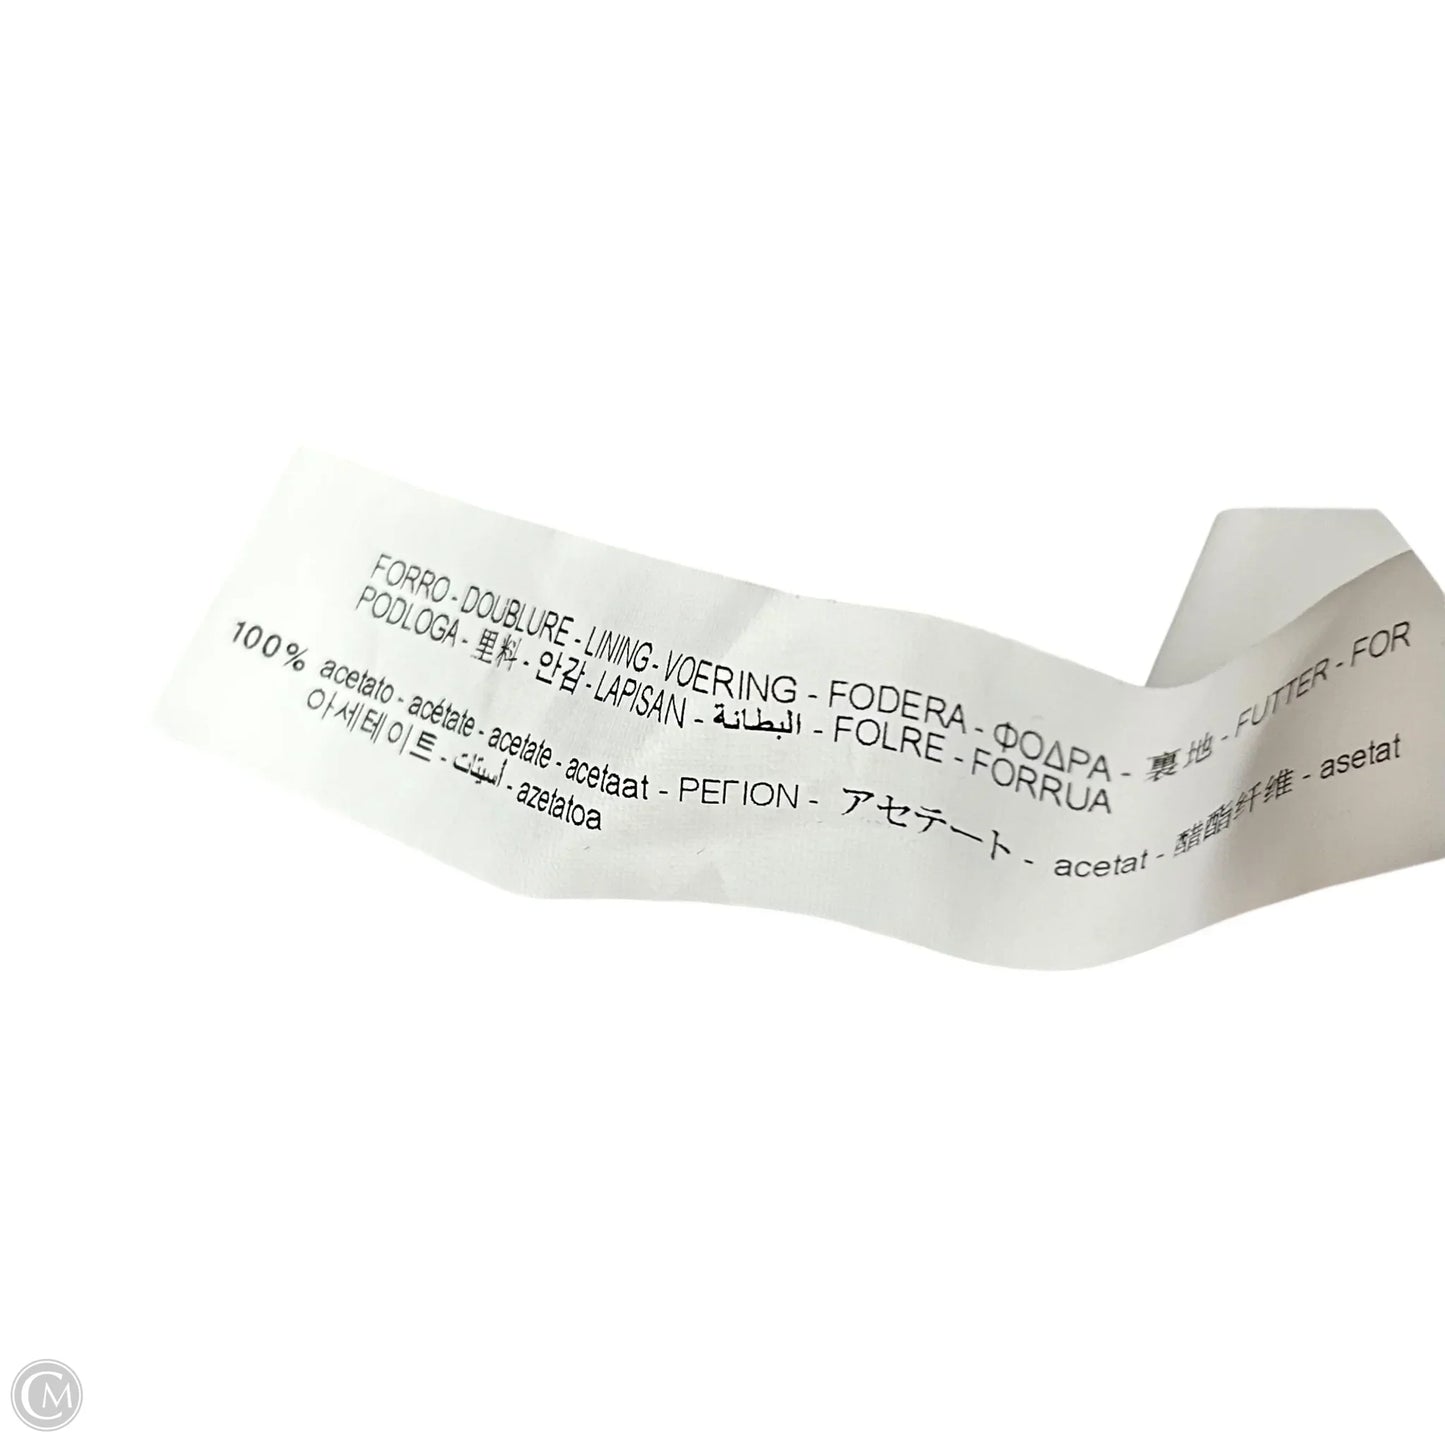 FORRO - DOUBLURE - LINING - VOERING - FODERA - ΦΟΔΡΑ - 裏地 - FUTTER - FOR
PODLOGA - 里料 - 안감 - LAPISAN - البطانة - FOLRE - FORRUA
100% acetato - acétate - acetate - acetaat - ΡΕΓΙΟΝ - アセテート - acetat - 醋酯纤维 - asetat
아세테이트 - أسيتات - azetatoa
CM